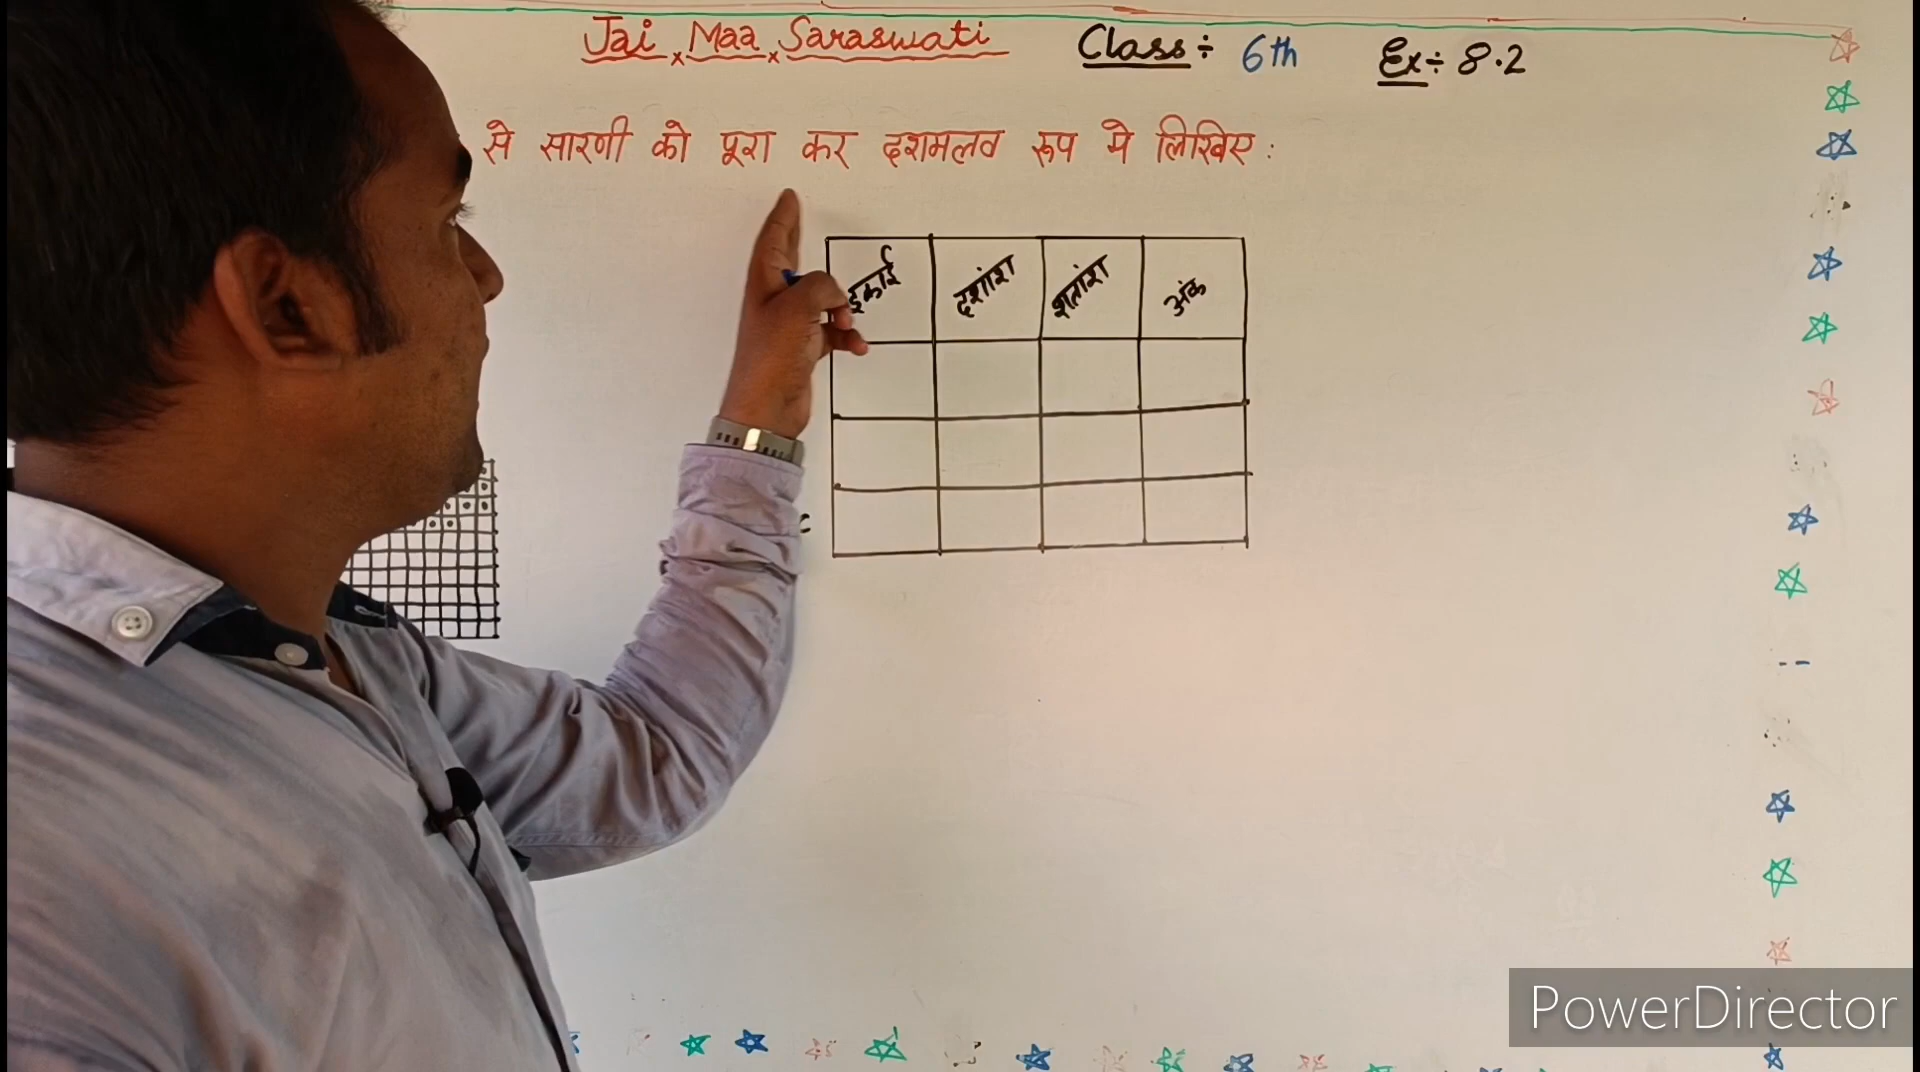 Jai Maa Saraswati Class ÷ 6th Ex ÷ 8.2
से सारणी को पूरा कर दशमलव रूप मे लिखिए :
इकाई दशांश शतांश अंक
PowerDirector